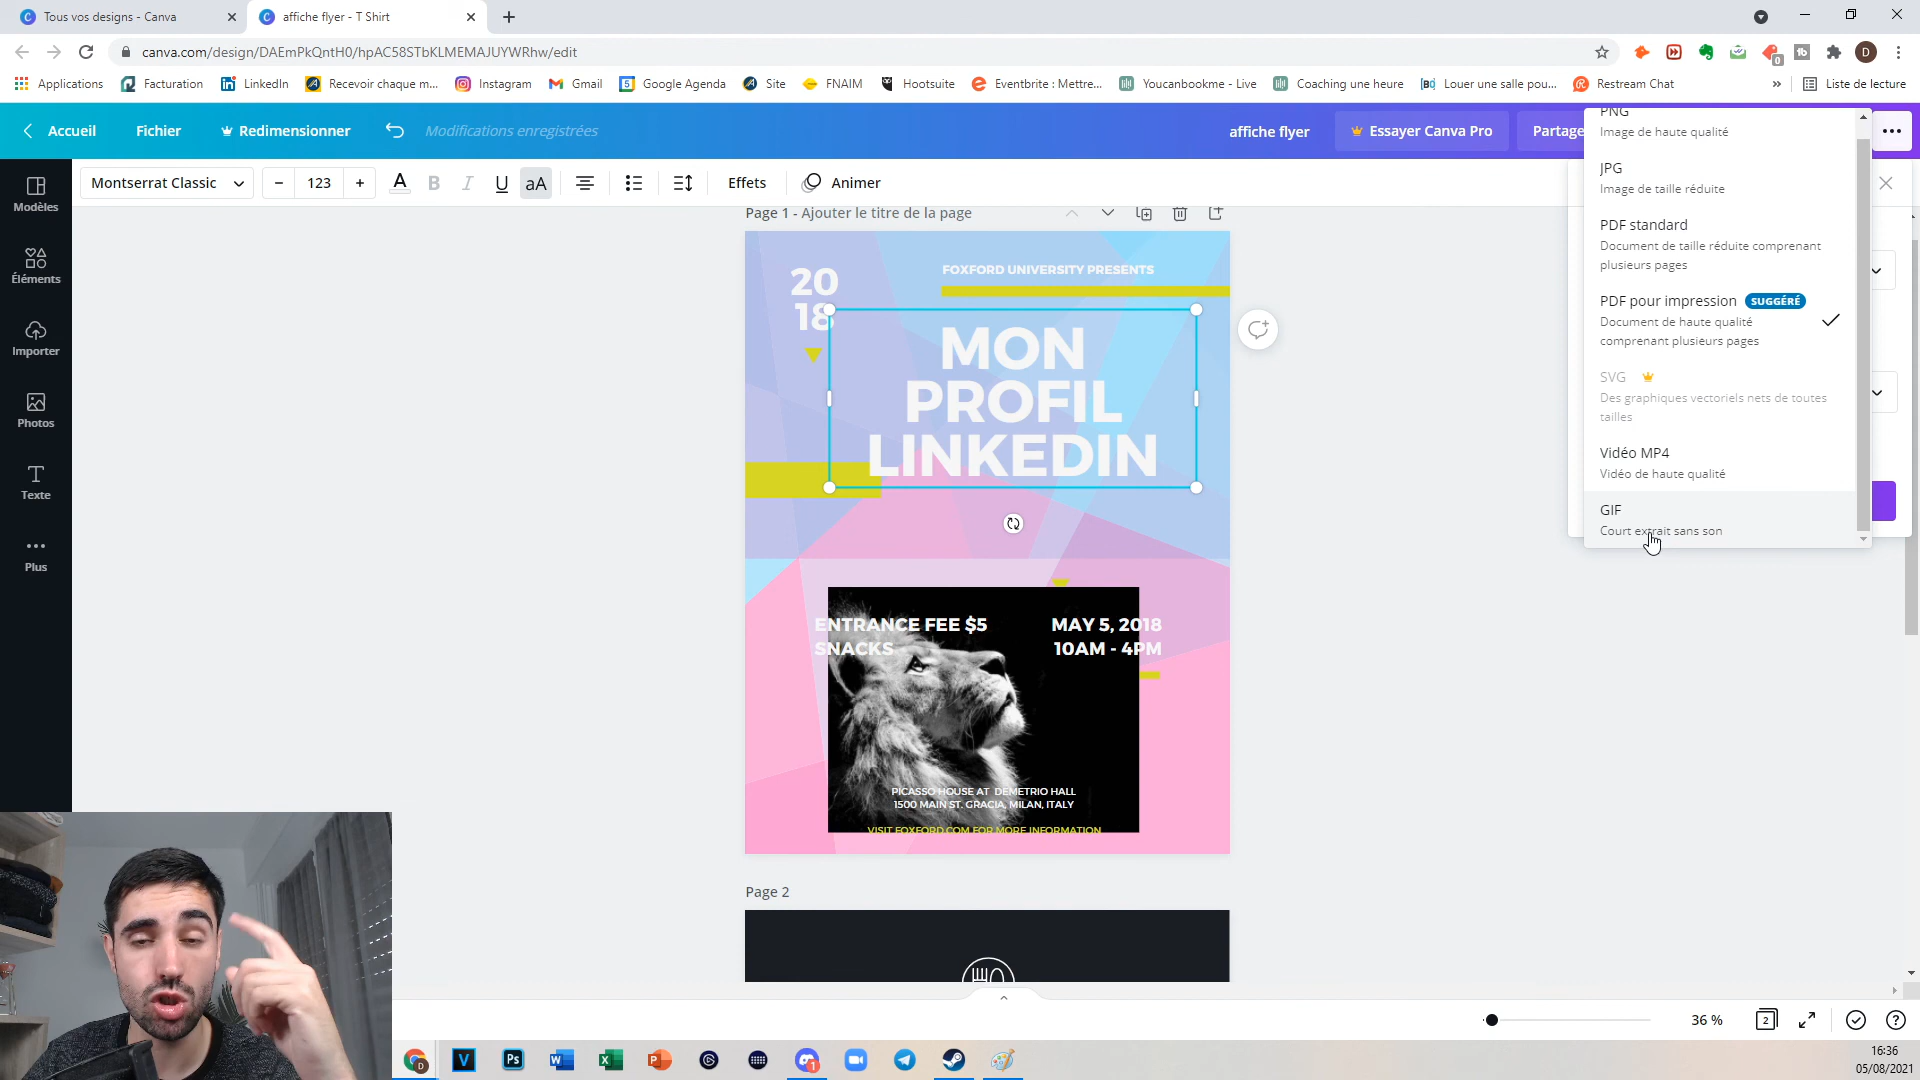 Tous vos designs - Canva
affiche flyer - T Shirt
canva.com/design/DAEmPkQntH0/hpAC58STbKLMEMAJUYWRhw/edit
Applications
Facturation
LinkedIn
Recevoir chaque m...
Instagram
Gmail
Google Agenda
Site
FNAIM
Hootsuite
Eventbrite : Mettre...
Youcanbookme - Live
Coaching une heure
Louer une salle pou...
Restream Chat
»
Liste de lecture
Accueil
Fichier
Redimensionner
Modifications enregistrées
affiche flyer
Essayer Canva Pro
Partage
Montserrat Classic
- 123 +
A
B
I
U
aA
Effets
Animer
Modèles
Éléments
Importer
Photos
Texte
Plus
Page 1 - Ajouter le titre de la page
20
18
FOXFORD UNIVERSITY PRESENTS
MON
PROFIL
LINKEDIN
ENTRANCE FEE $5
SNACKS
MAY 5, 2018
10AM - 4PM
PICASSO HOUSE AT DEMETRIO HALL
1500 MAIN ST. GRACIA, MILAN, ITALY
VISIT FOXFORD.COM FOR MORE INFORMATION
Page 2
PNG
Image de haute qualité
JPG
Image de taille réduite
PDF standard
Document de taille réduite comprenant
plusieurs pages
PDF pour impression SUGGÉRÉ
Document de haute qualité
comprenant plusieurs pages
SVG
Des graphiques vectoriels nets de toutes
tailles
Vidéo MP4
Vidéo de haute qualité
GIF
Court extrait sans son
36 %
2
16:36
05/08/2021